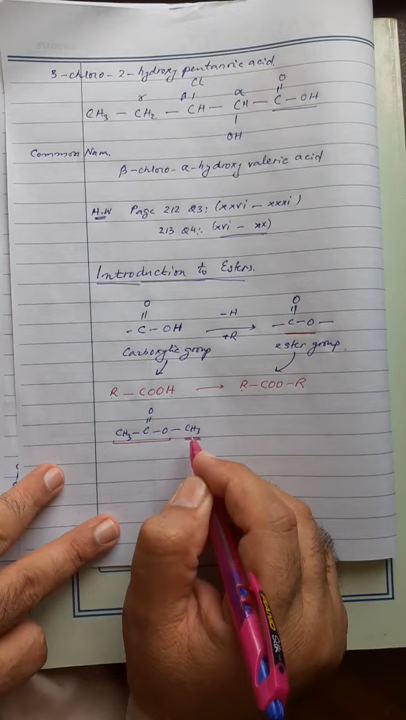 3-chloro-2-hydroxy pentanoic acid
Cl O
γ β | α ||
CH3 - CH2 - CH - CH - C - OH
|
OH
Common Nam.
β-chloro-α-hydroxy valeric acid
H.W Page 212 Q3: (xxvi - xxxi)
213 Q4: (xvi - xx)
Introduction to Esters.
O O
|| -H ||
- C - OH → - C - O -
+R
Carboxylic group ester group
R - COOH → R - COO - R
O
||
CH3 - C - O - CH3